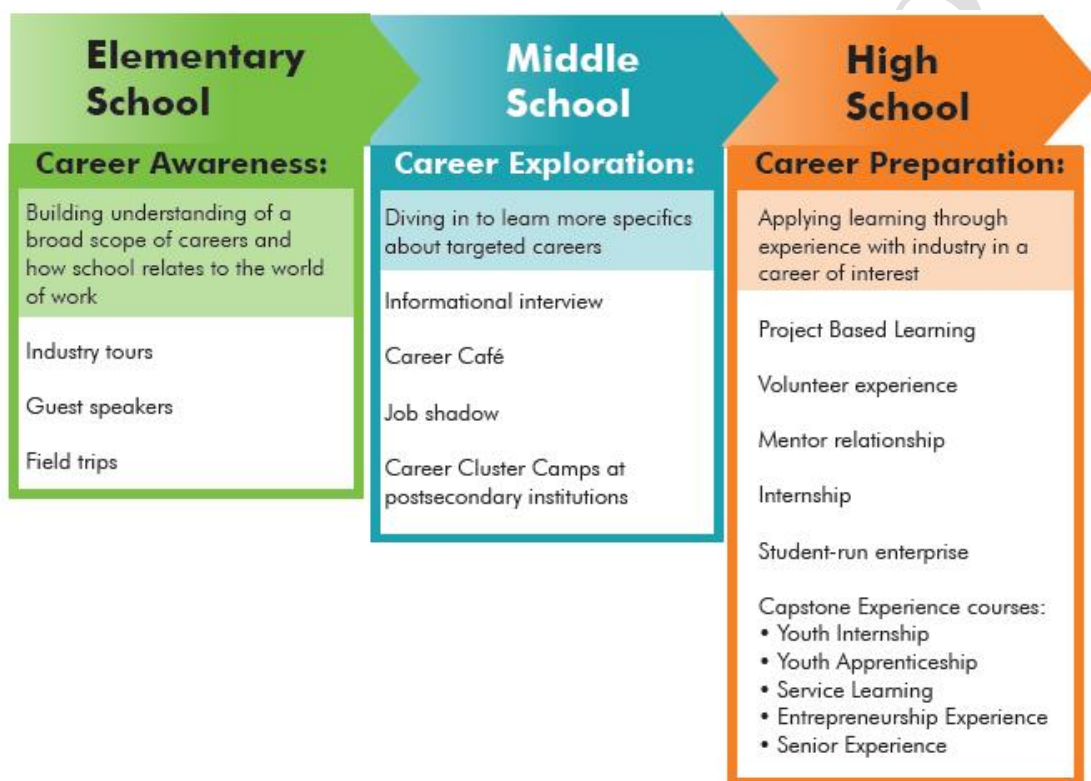 Elementary
School
Career Awareness:
Building understanding of a
broad scope of careers and
how school relates to the world
of work
Industry tours
Guest speakers
Field trips
Middle
School
Career Exploration:
Diving in to learn more specifics
about targeted careers
Informational interview
Career Café
Job shadow
Career Cluster Camps at
postsecondary institutions
High
School
Career Preparation:
Applying learning through
experience with industry in a
career of interest
Project Based Learning
Volunteer experience
Mentor relationship
Internship
Student-run enterprise
Capstone Experience courses:
• Youth Internship
• Youth Apprenticeship
• Service Learning
• Entrepreneurship Experience
• Senior Experience